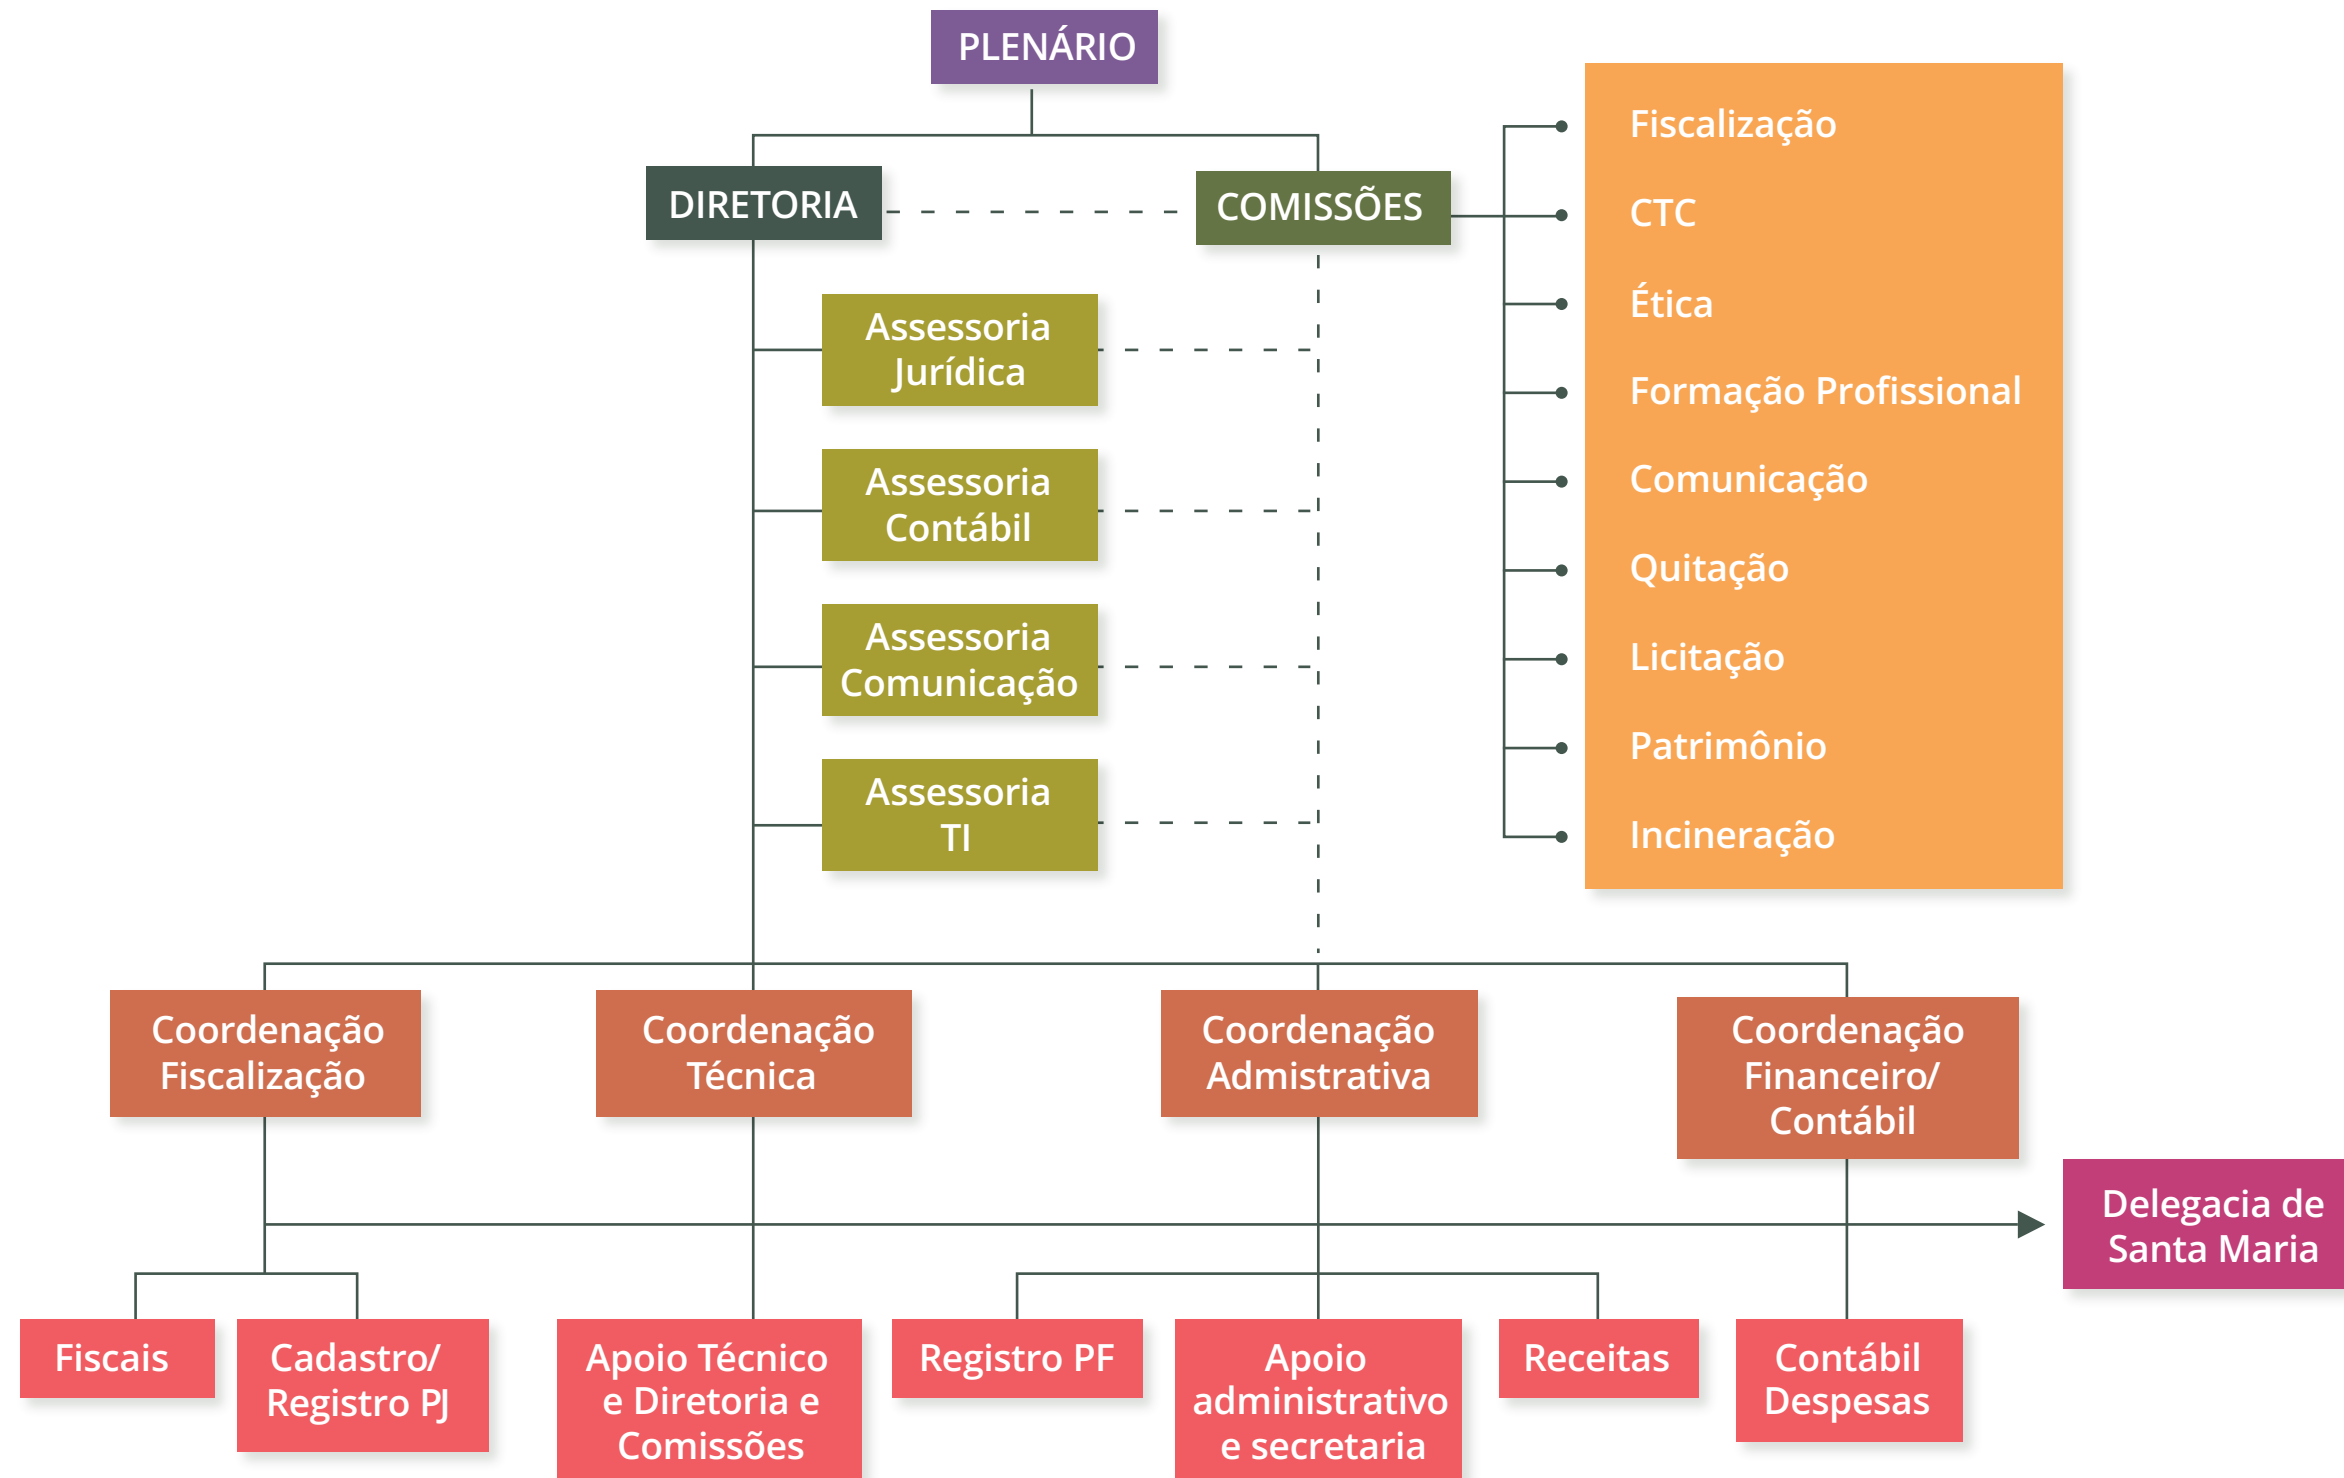 PLENÁRIO
DIRETORIA
COMISSÕES
Fiscalização
CTC
Ética
Formação Profissional
Comunicação
Quitação
Licitação
Patrimônio
Incineração
Assessoria
Jurídica
Assessoria
Contábil
Assessoria
Comunicação
Assessoria
TI
Coordenação
Fiscalização
Coordenação
Técnica
Coordenação
Admistrativa
Coordenação
Financeiro/
Contábil
Delegacia de
Santa Maria
Fiscais
Cadastro/
Registro PJ
Apoio Técnico
e Diretoria e
Comissões
Registro PF
Apoio
administrativo
e secretaria
Receitas
Contábil
Despesas